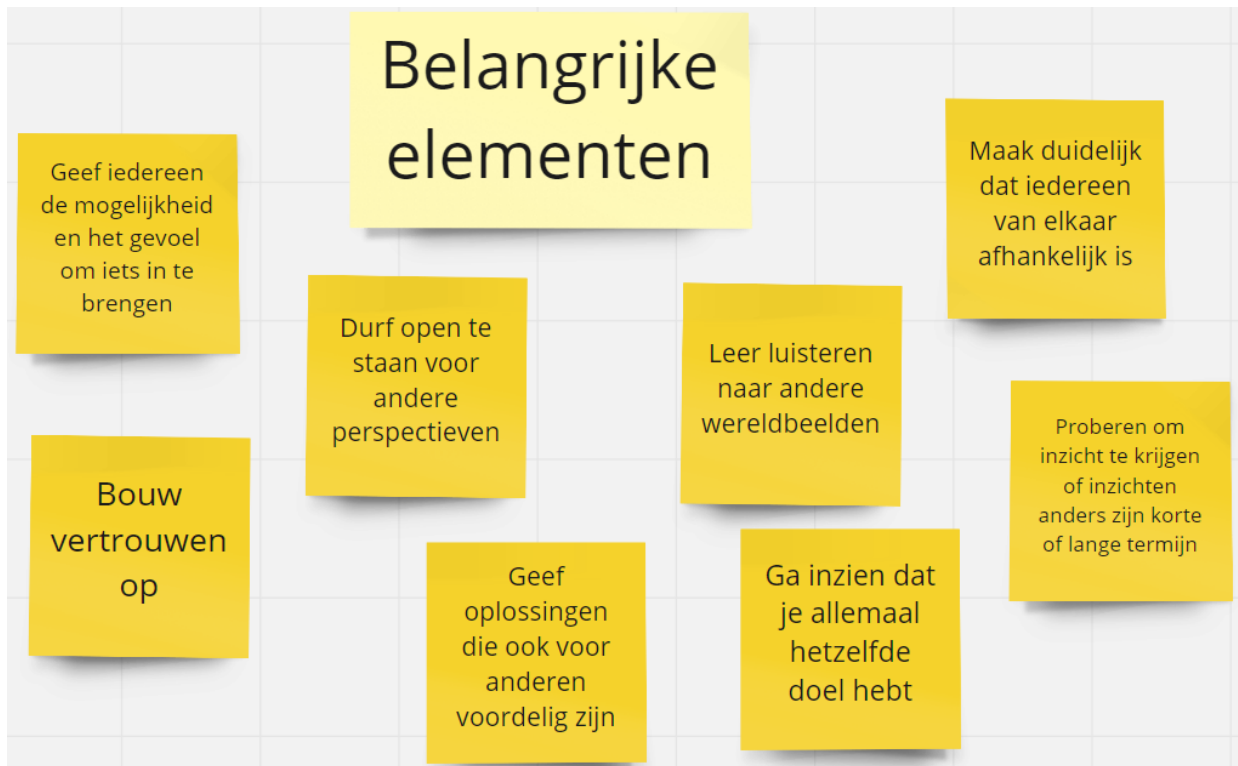 Belangrijke
elementen
Geef iedereen
de mogelijkheid
en het gevoel
om iets in te
brengen
Maak duidelijk
dat iedereen
van elkaar
afhankelijk is
Durf open te
staan voor
andere
perspectieven
Leer luisteren
naar andere
wereldbeelden
Bouw
vertrouwen
op
Proberen om
inzicht te krijgen
of inzichten
anders zijn korte
of lange termijn
Geef
oplossingen
die ook voor
anderen
voordelig zijn
Ga inzien dat
je allemaal
hetzelfde
doel hebt